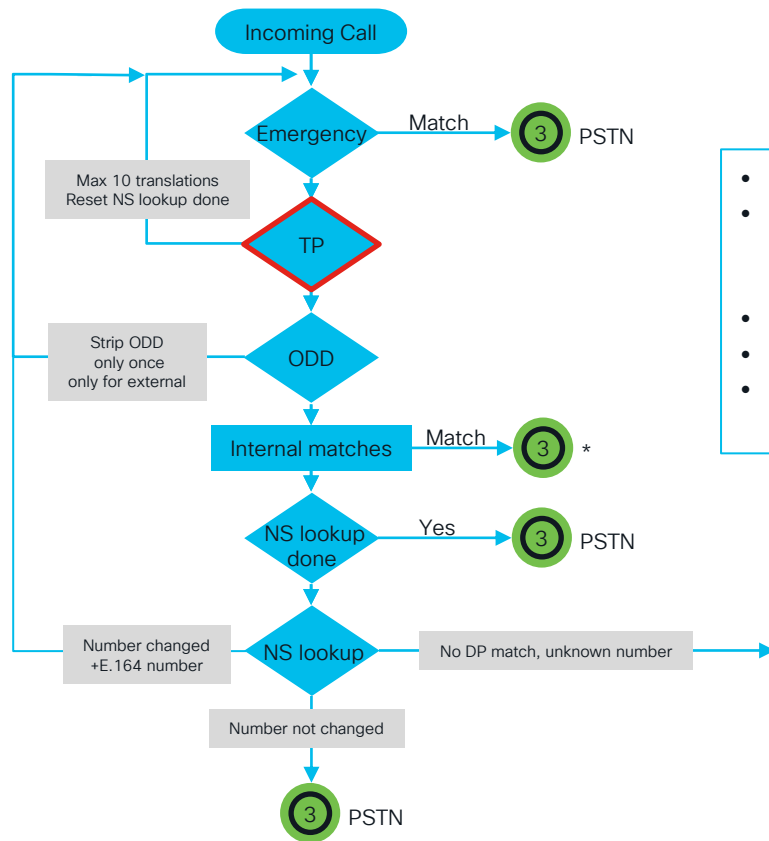 Incoming Call
Emergency
Match
3
PSTN
Max 10 translations
Reset NS lookup done
TP
Strip ODD
only once
only for external
ODD
Internal matches
Match
3
*
NS lookup
done
Yes
3
PSTN
Number changed
+E.164 number
NS lookup
No DP match, unknown number
Number not changed
3
PSTN